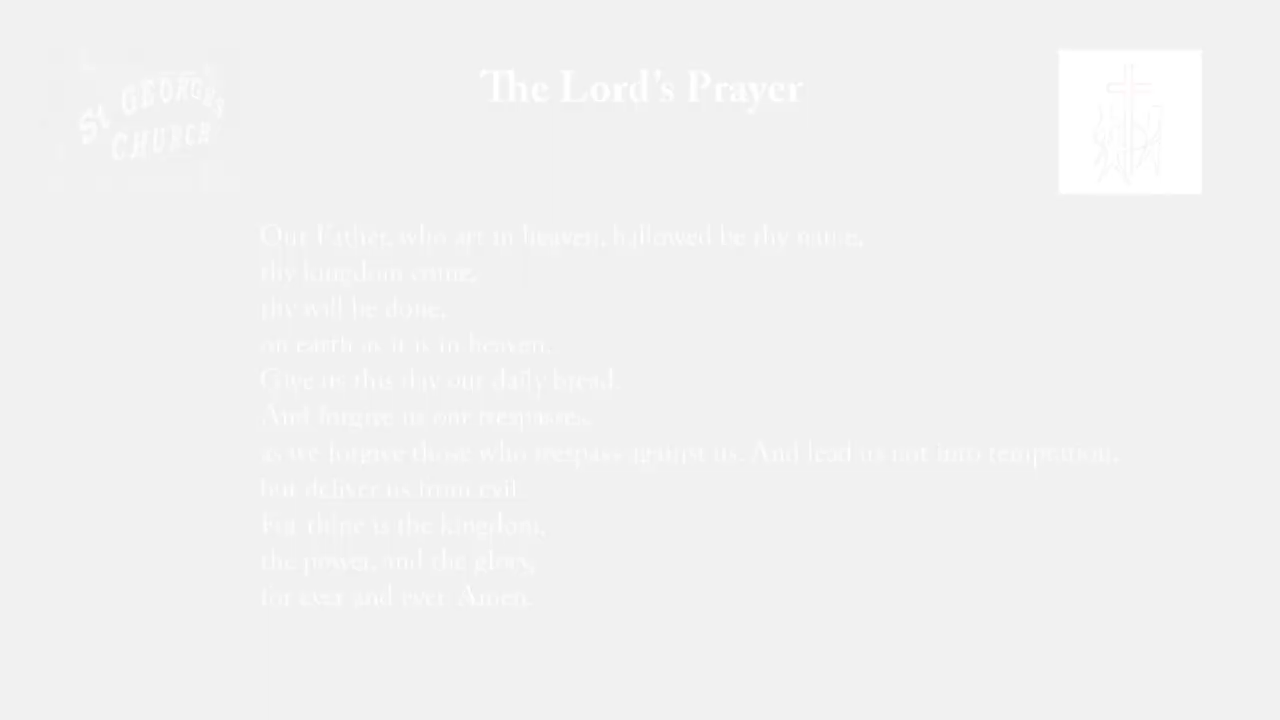 St GEORGE'S
CHURCH
The Lord's Prayer
Our Father, who art in heaven, hallowed be thy name,
thy kingdom come,
thy will be done,
on earth as it is in heaven.
Give us this day our daily bread.
And forgive us our trespasses,
as we forgive those who trespass against us. And lead us not into temptation,
but deliver us from evil.
For thine is the kingdom,
the power, and the glory,
for ever and ever. Amen.